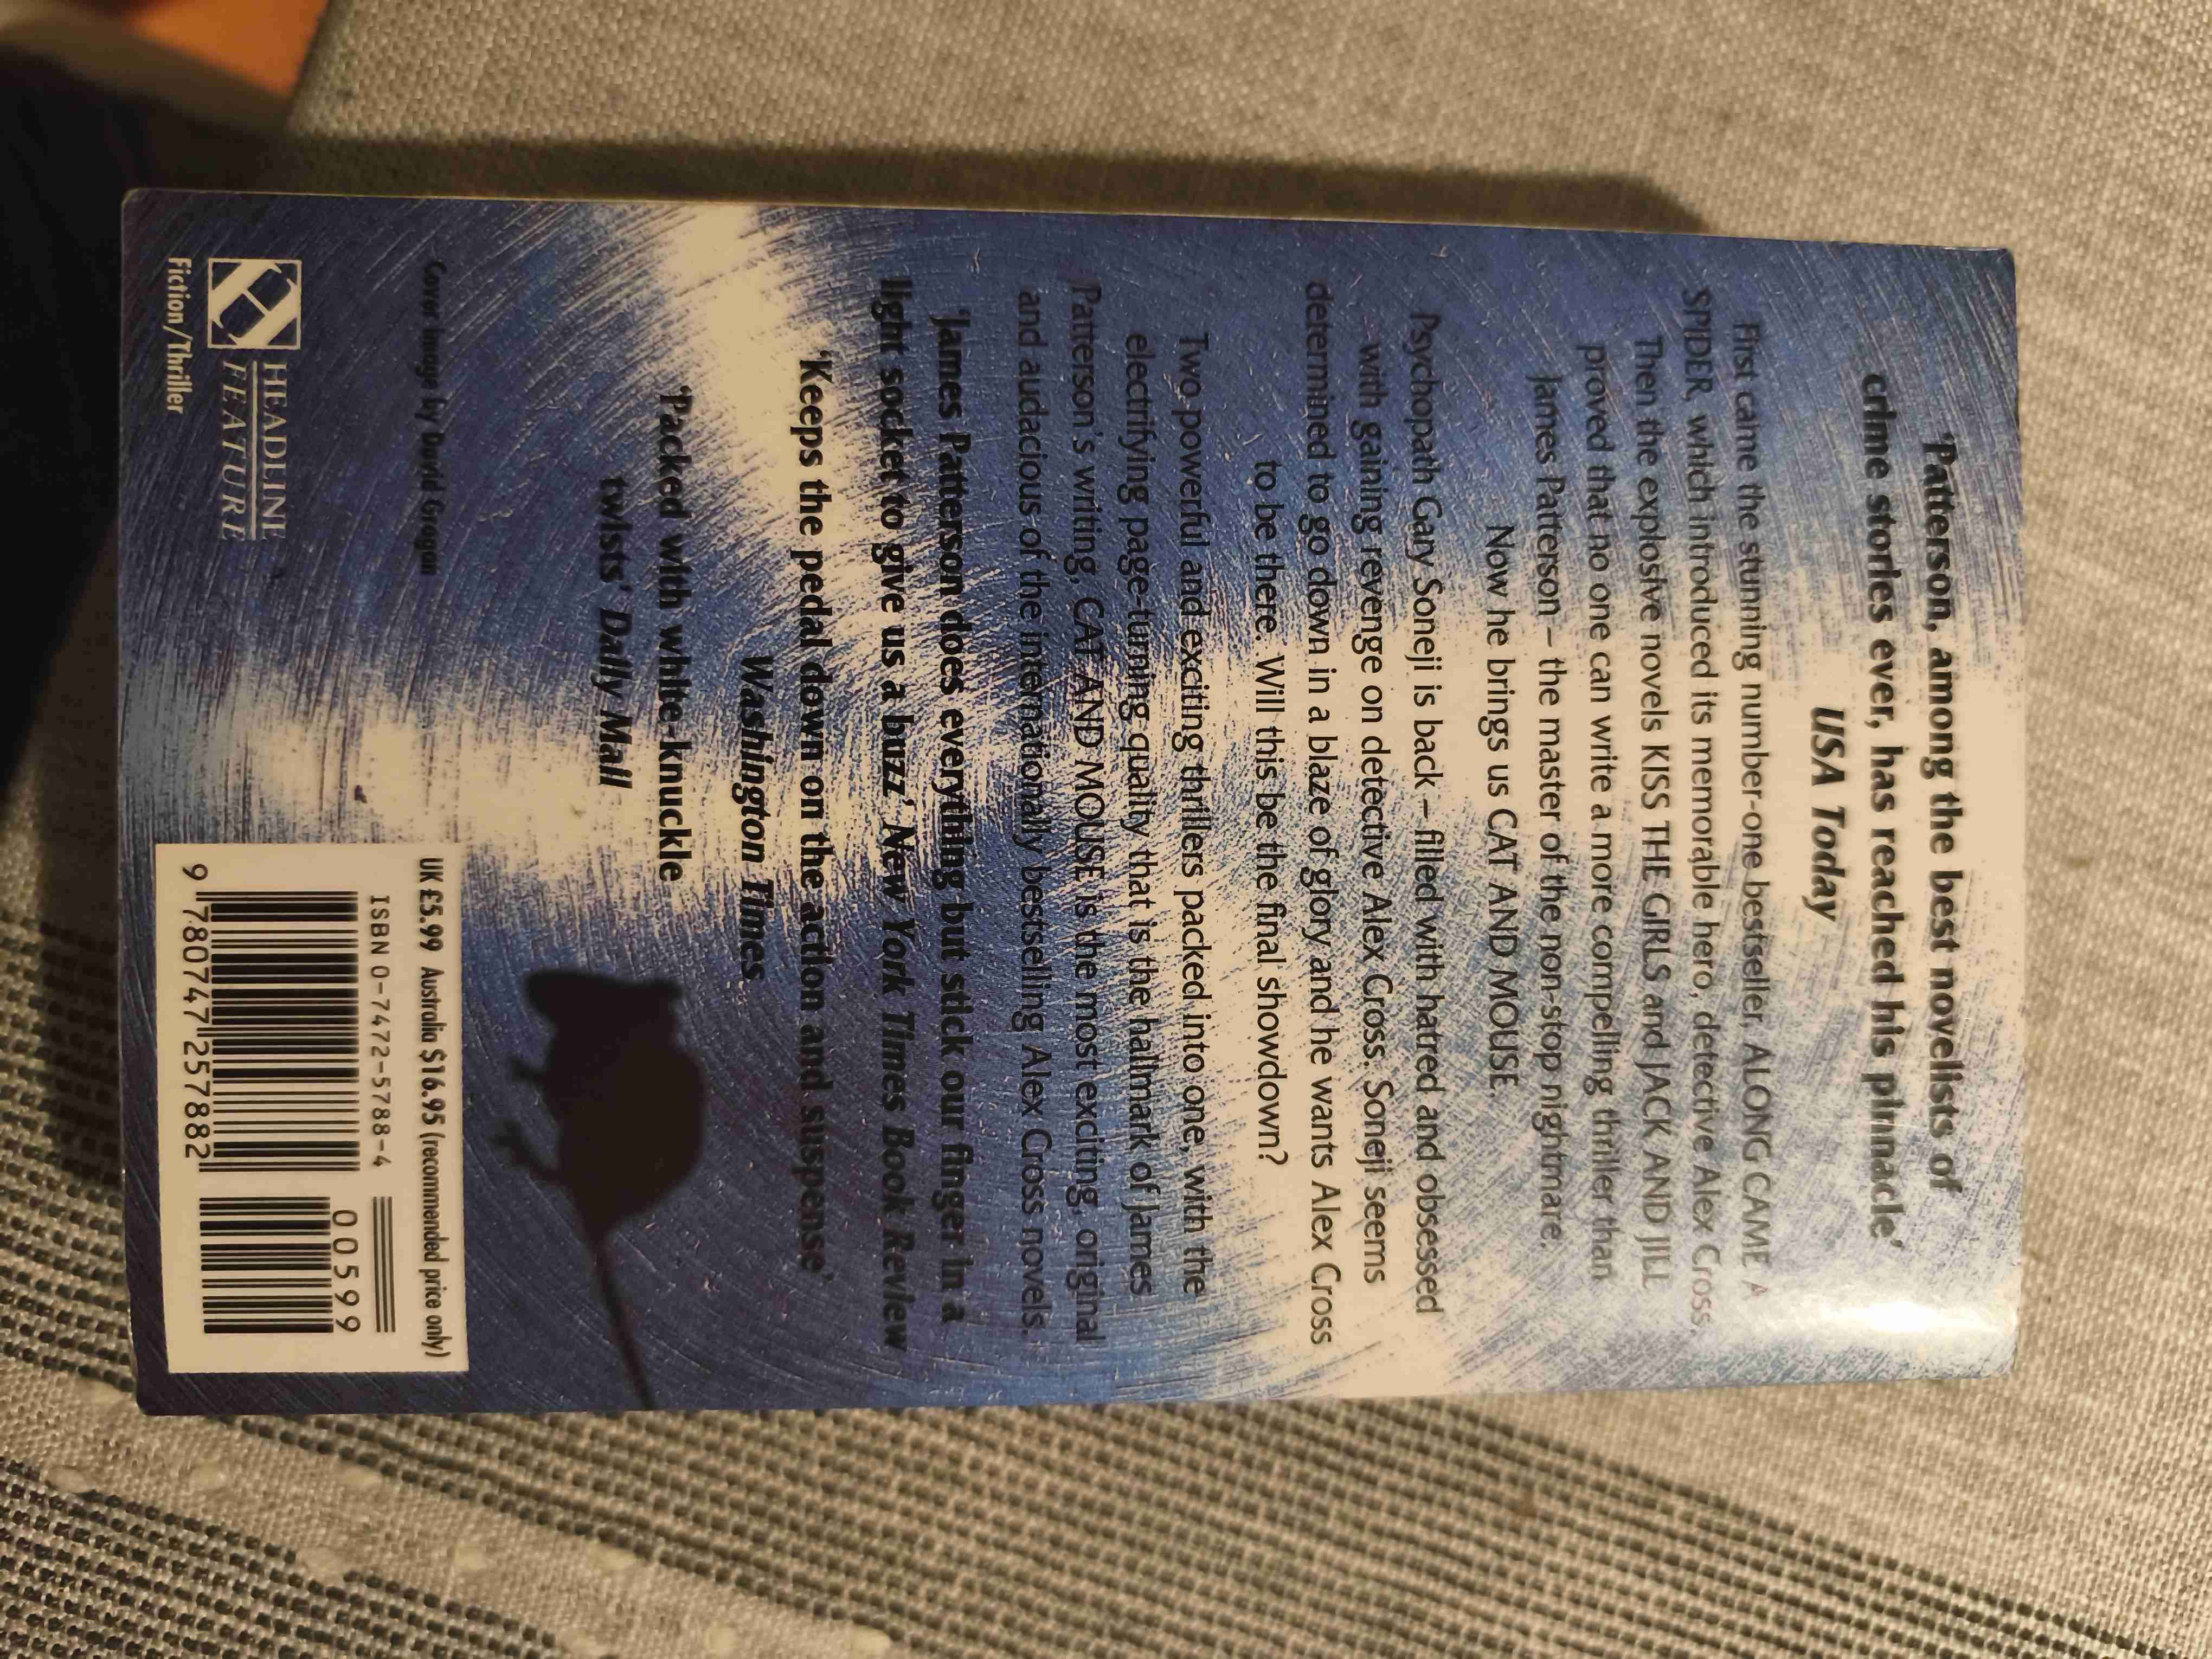 'Patterson, among the best novelists of
crime stories ever, has reached his pinnacle'
USA Today
First came the stunning number-one bestseller, ALONG CAME A
SPIDER, which introduced its memorable hero, detective Alex Cross.
Then the explosive novels KISS THE GIRLS and JACK AND JILL
proved that no one can write a more compelling thriller than
James Patterson – the master of the non-stop nightmare.
Now he brings us CAT AND MOUSE.
Psychopath Gary Soneji is back – filled with hatred and obsessed
with gaining revenge on detective Alex Cross. Soneji seems
determined to go down in a blaze of glory and he wants Alex Cross
to be there. Will this be the final showdown?
Two powerful and exciting thrillers packed into one, with the
electrifying page-turning quality that is the hallmark of James
Patterson's writing, CAT AND MOUSE is the most exciting, original
and audacious of the internationally bestselling Alex Cross novels.
'James Patterson does everything but stick our finger in a
light socket to give us a buzz' New York Times Book Review
'Keeps the pedal down on the action and suspense'
Washington Times
'Packed with white-knuckle
twists' Daily Mail
Cover image by David Grogan
HEADLINE
FEATURE
Fiction/Thriller
UK £5.99 Australia $16.95 (recommended price only)
ISBN 0-7472-5788-4
00599
9 780747 257882